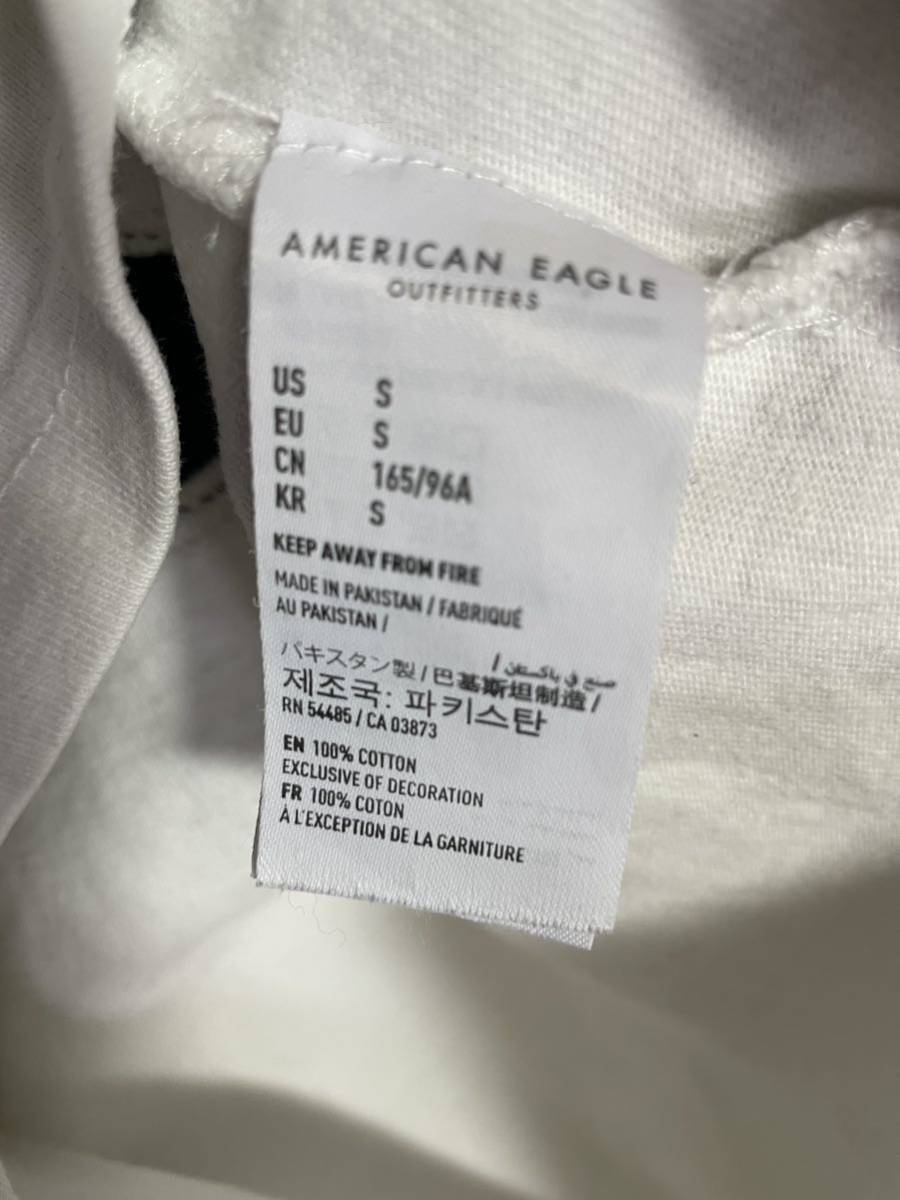 AMERICAN EAGLE
OUTFITTERS
US S
EU S
CN 165/96A
KR S
KEEP AWAY FROM FIRE
MADE IN PAKISTAN / FABRIQUÉ
AU PAKISTAN /
صنع في باكستان /
パキスタン製 / 巴基斯坦制造 /
제조국: 파키스탄
RN 54485 / CA 03873
EN 100% COTTON
EXCLUSIVE OF DECORATION
FR 100% COTON
À L'EXCEPTION DE LA GARNITURE